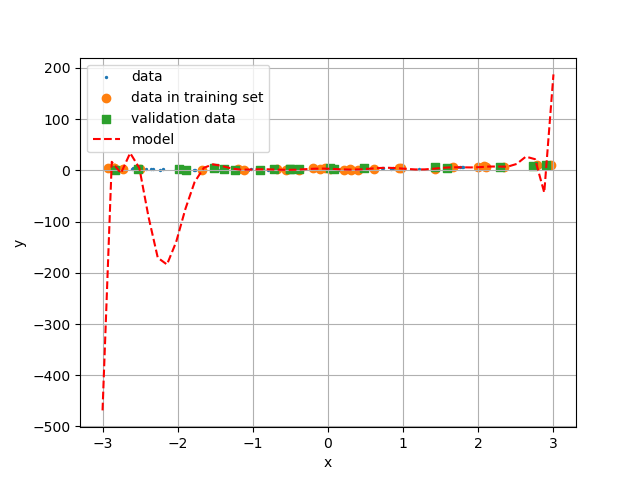 200
100
0
−100
−200
−300
−400
−500
y
data
data in training set
validation data
model
−3 −2 −1 0 1 2 3
x